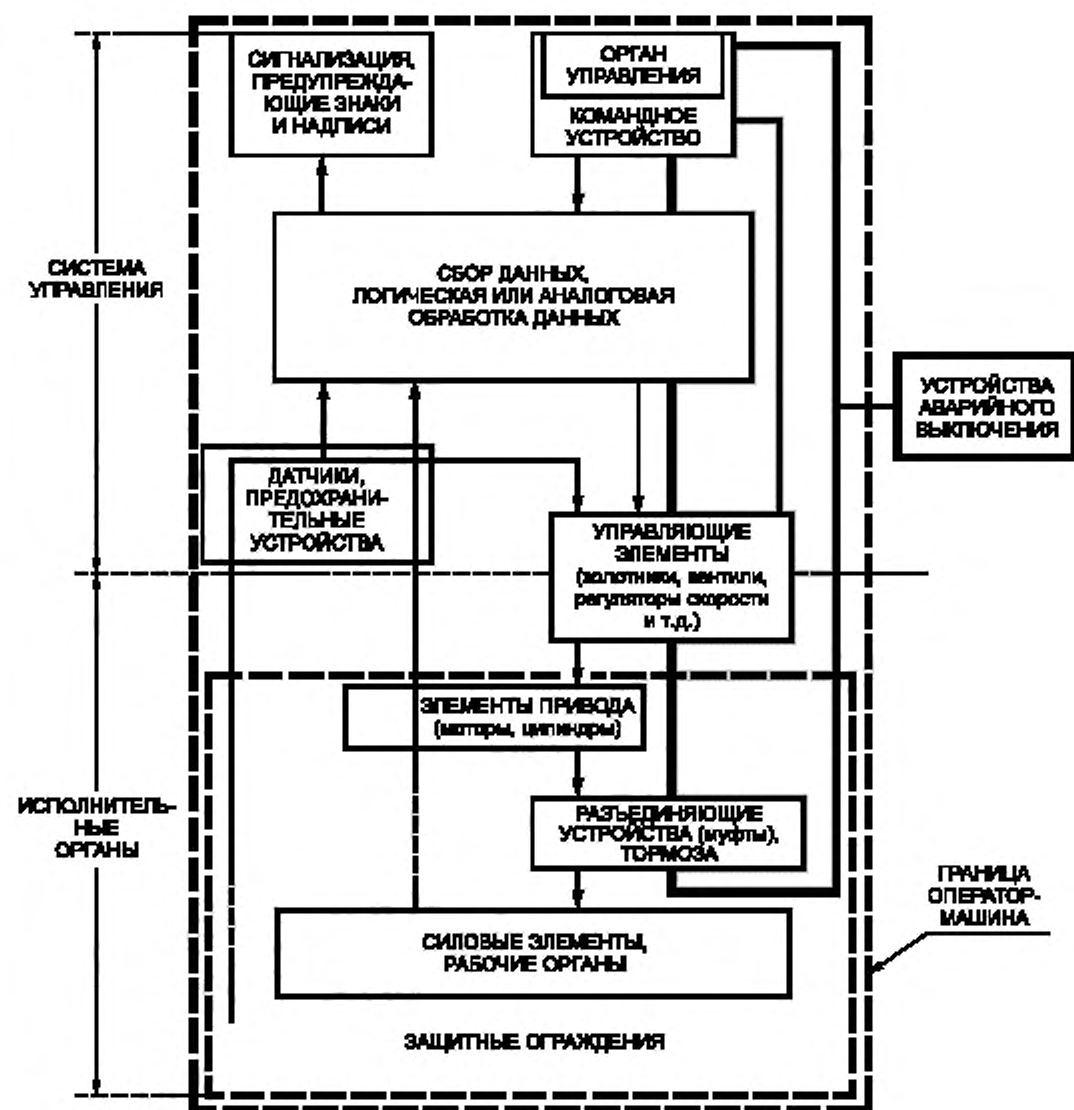 СИГНАЛИЗАЦИЯ,
ПРЕДУПРЕЖДА-
ЮЩИЕ ЗНАКИ
И НАДПИСИ
ОРГАН
УПРАВЛЕНИЯ
КОМАНДНОЕ
УСТРОЙСТВО
СИСТЕМА
УПРАВЛЕНИЯ
СБОР ДАННЫХ,
ЛОГИЧЕСКАЯ ИЛИ АНАЛОГОВАЯ
ОБРАБОТКА ДАННЫХ
УСТРОЙСТВА
АВАРИЙНОГО
ВЫКЛЮЧЕНИЯ
ДАТЧИКИ,
ПРЕДОХРАНИ-
ТЕЛЬНЫЕ
УСТРОЙСТВА
УПРАВЛЯЮЩИЕ
ЭЛЕМЕНТЫ
(золотники, вентили,
регуляторы скорости
и т.д.)
ЭЛЕМЕНТЫ ПРИВОДА
(моторы, цилиндры)
ИСПОЛНИТЕЛЬ-
НЫЕ
ОРГАНЫ
РАЗЪЕДИНЯЮЩИЕ
УСТРОЙСТВА (муфты),
ТОРМОЗА
ГРАНИЦА
ОПЕРАТОР-
МАШИНА
СИЛОВЫЕ ЭЛЕМЕНТЫ,
РАБОЧИЕ ОРГАНЫ
ЗАЩИТНЫЕ ОГРАЖДЕНИЯ